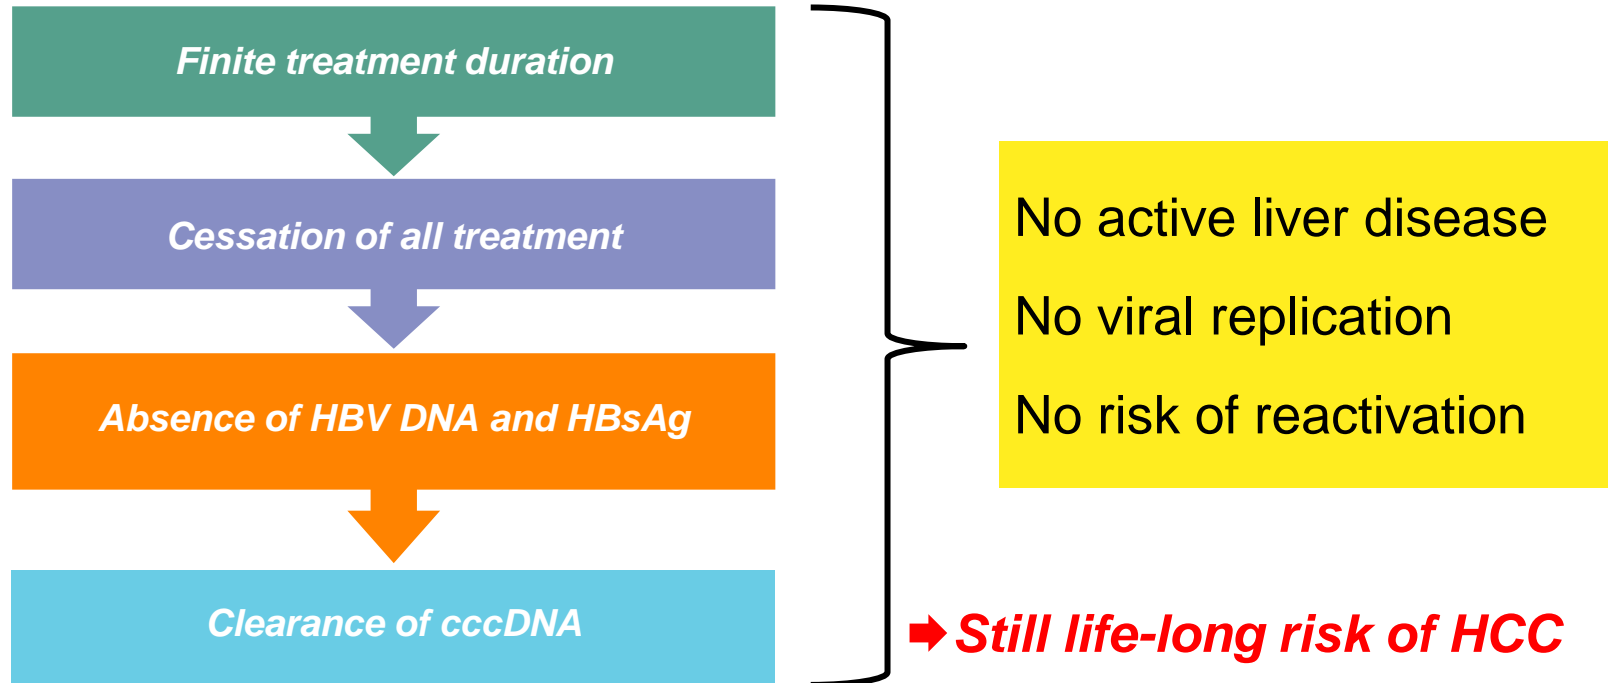 Finite treatment duration
Cessation of all treatment
Absence of HBV DNA and HBsAg
Clearance of cccDNA
No active liver disease
No viral replication
No risk of reactivation
Still life-long risk of HCC